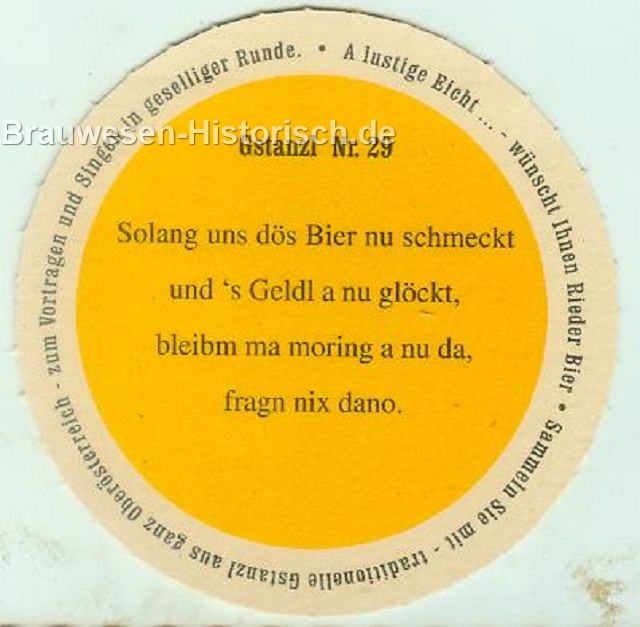 Brauwesen-Historisch.de
Gstanzl Nr. 29
Solang uns dös Bier nu schmeckt
und ‘s Geldl a nu glöckt,
bleibm ma moring a nu da,
fragn nix dano.
A lustige Eicht ... - wünscht Ihnen Rieder Bier • Sammeln Sie mit - traditionelle Gstanzl aus ganz Oberösterreich - zum Vortragen und Singen in geselliger Runde. •